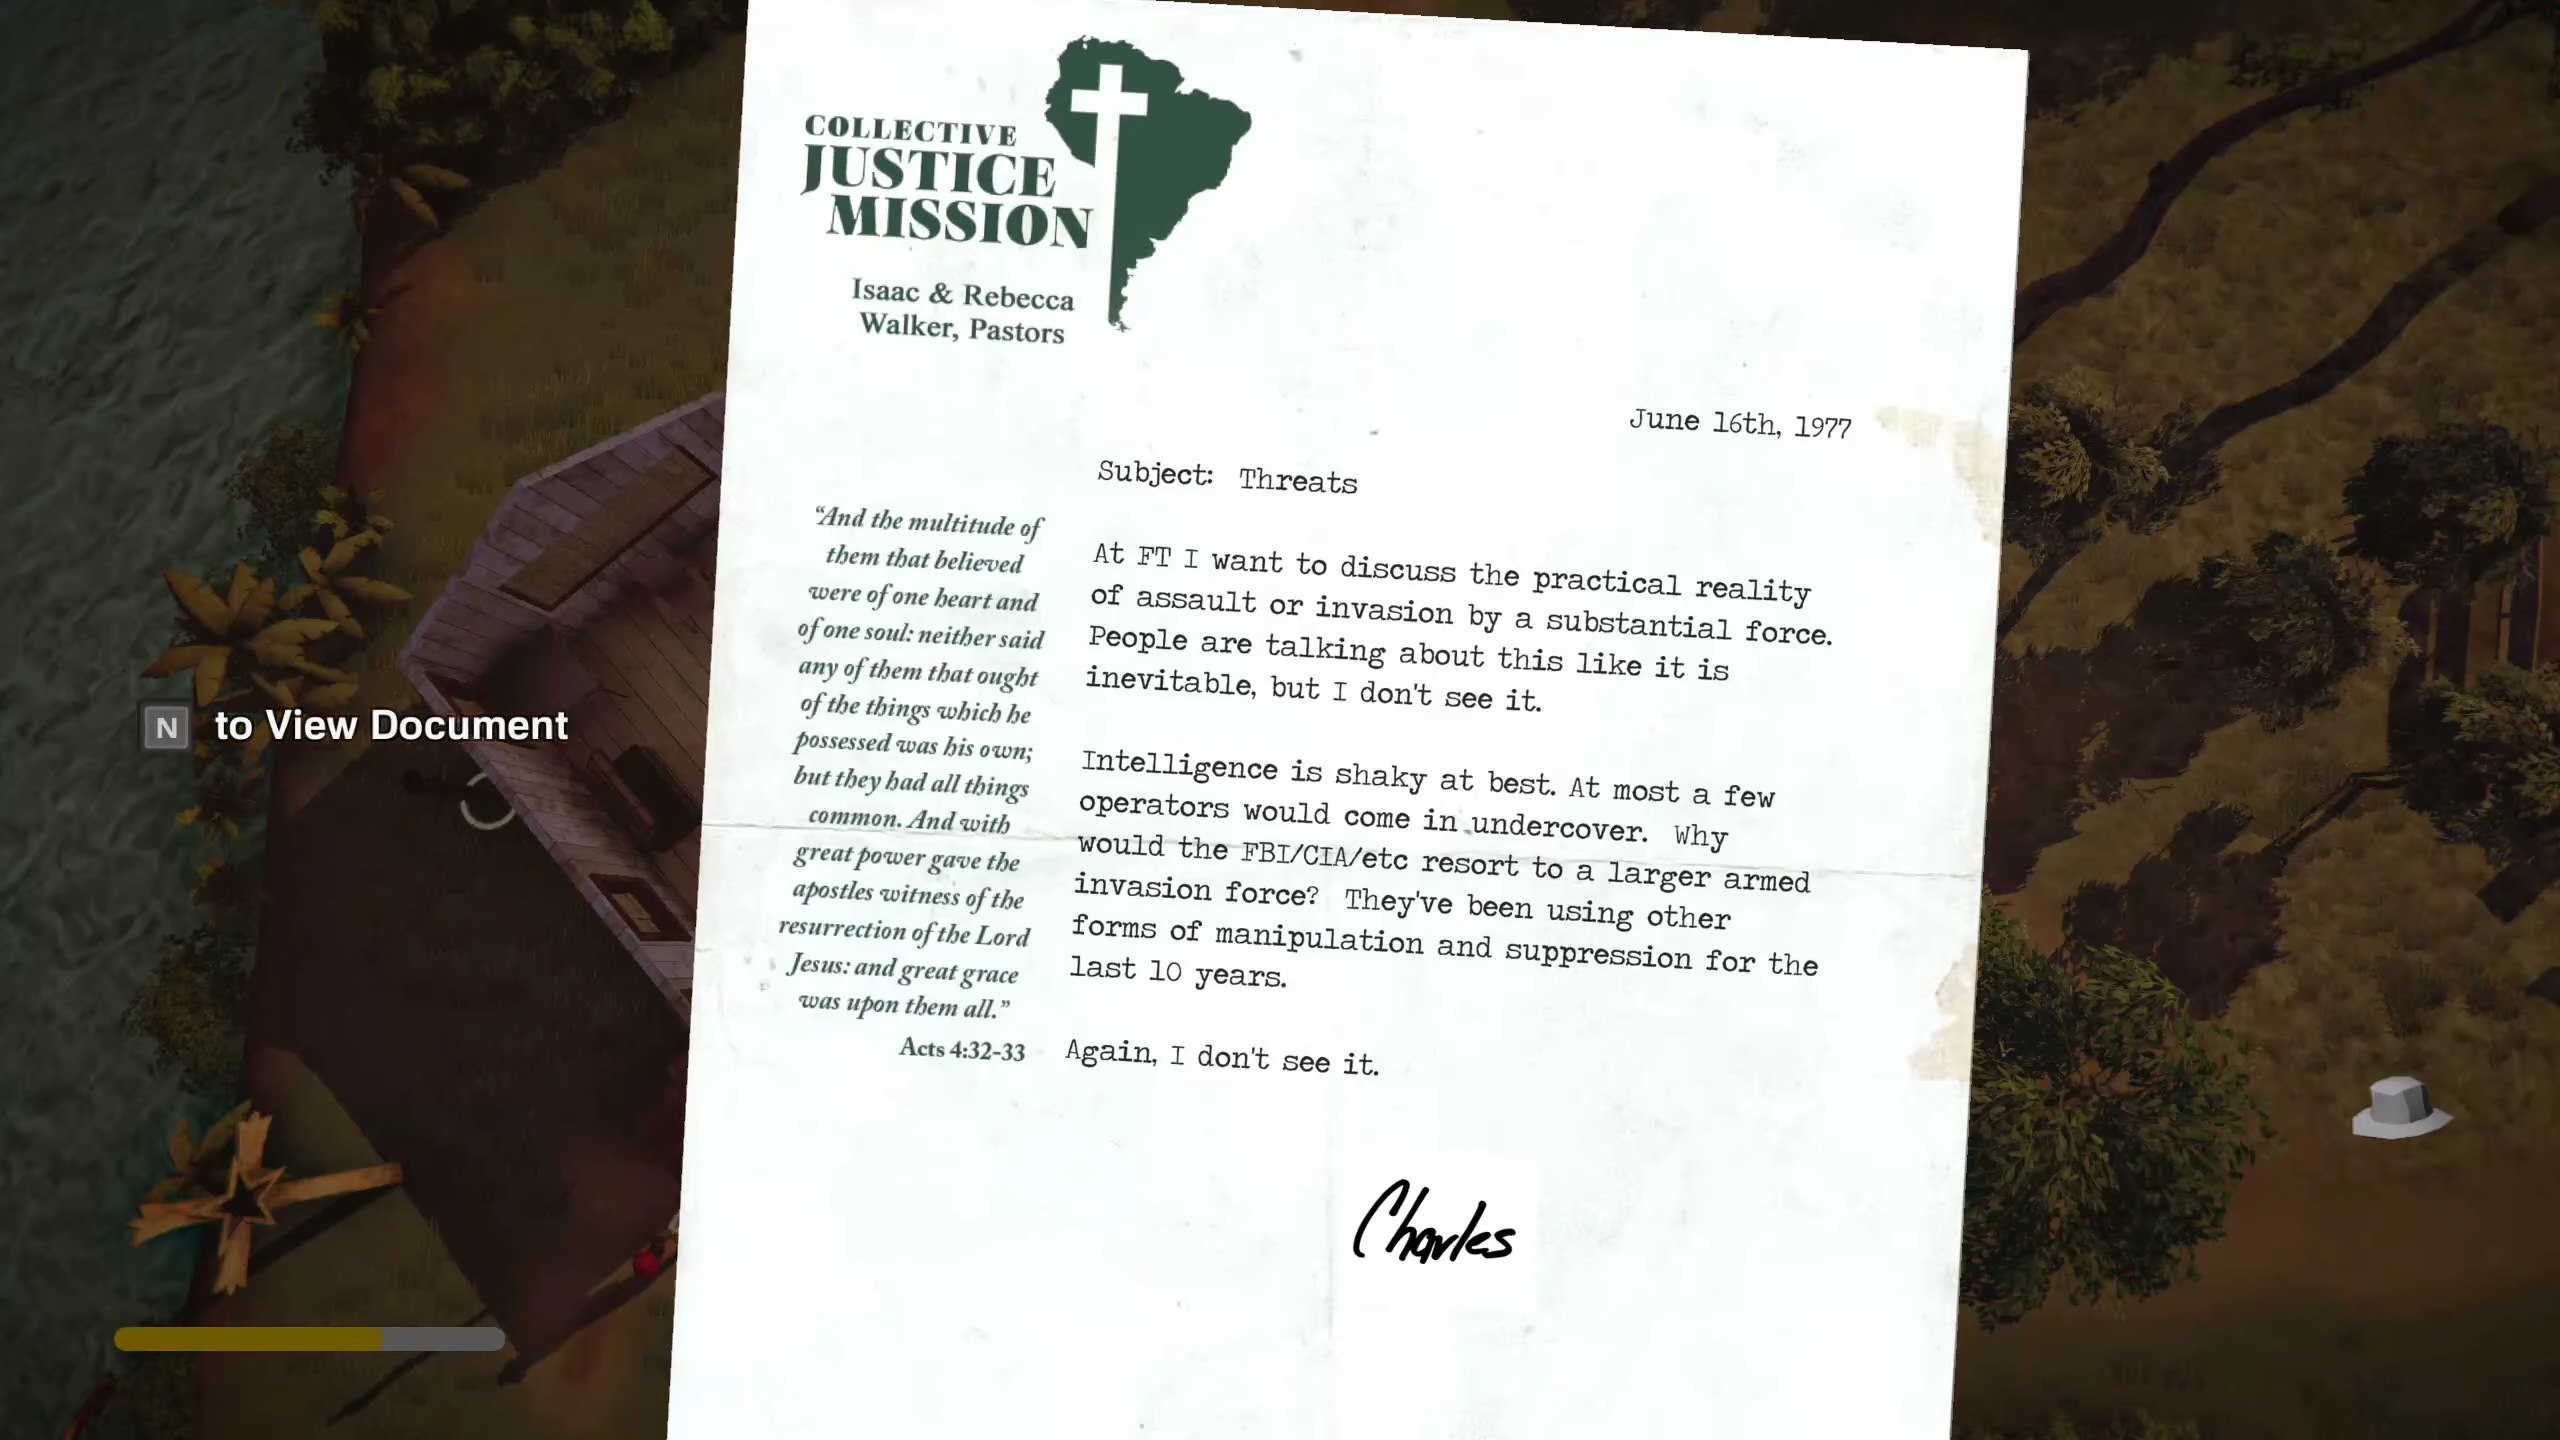 COLLECTIVE
JUSTICE
MISSION
Isaac & Rebecca
Walker, Pastors
June 16th, 1977
Subject: Threats
“And the multitude of
them that believed
were of one heart and
of one soul: neither said
any of them that ought
of the things which he
possessed was his own;
but they had all things
common. And with
great power gave the
apostles witness of the
resurrection of the Lord
Jesus: and great grace
was upon them all.”
Acts 4:32-33
At FT I want to discuss the practical reality
of assault or invasion by a substantial force.
People are talking about this like it is
inevitable, but I don't see it.
Intelligence is shaky at best. At most a few
operators would come in undercover. Why
would the FBI/CIA/etc resort to a larger armed
invasion force? They've been using other
forms of manipulation and suppression for the
last 10 years.
Again, I don't see it.
Charles
N to View Document